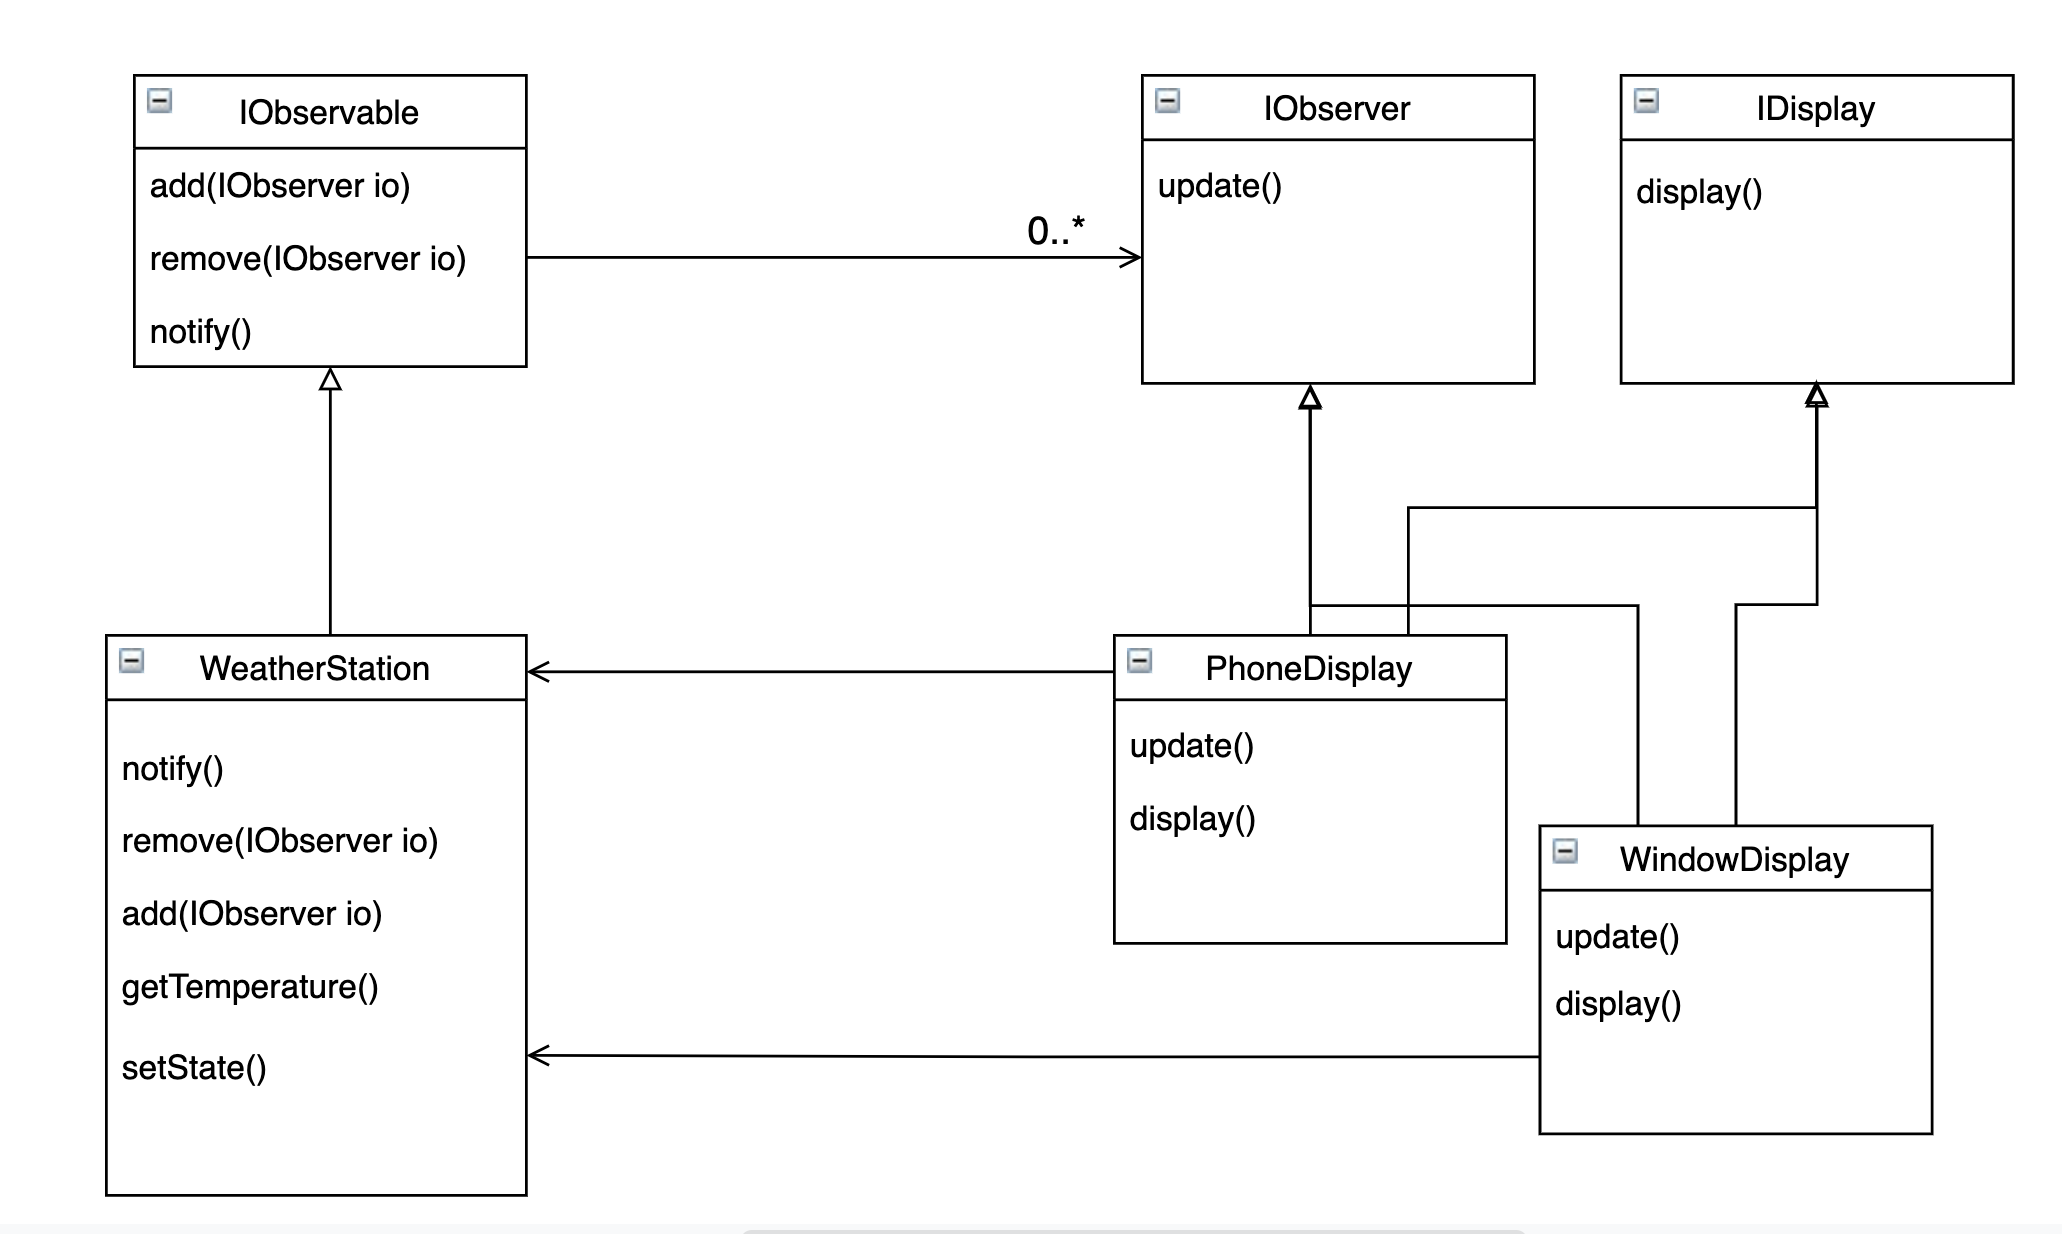 IObservable
add(IObserver io)
remove(IObserver io)
notify()
0..*
IObserver
update()
IDisplay
display()
WeatherStation
notify()
remove(IObserver io)
add(IObserver io)
getTemperature()
setState()
PhoneDisplay
update()
display()
WindowDisplay
update()
display()